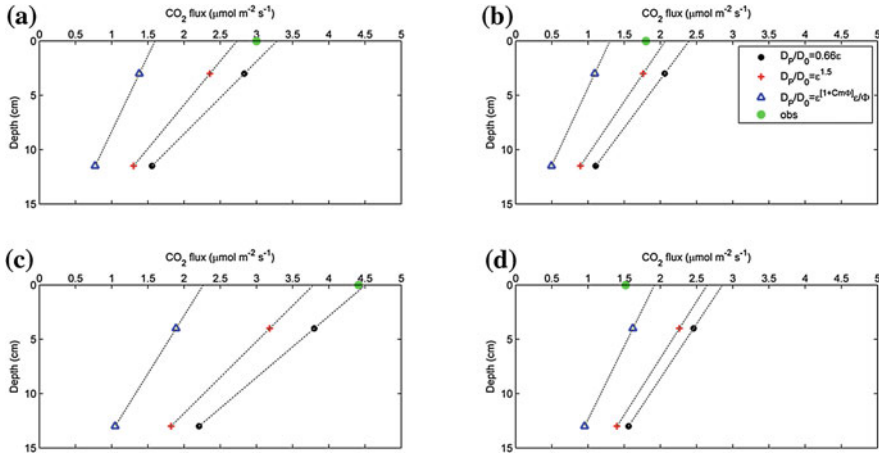 (a)
CO2 flux (μmol m-2 s-1)
0 0.5 1 1.5 2 2.5 3 3.5 4 4.5 5
0
5
10
15
Depth (cm)
(b)
CO2 flux (μmol m-2 s-1)
0 0.5 1 1.5 2 2.5 3 3.5 4 4.5 5
0
5
10
15
Depth (cm)
DP/D0=0.66ε
DP/D0=ε1.5
DP/D0=ε[1+CmΦ]ε/Φ
obs
(c)
CO2 flux (μmol m-2 s-1)
0 0.5 1 1.5 2 2.5 3 3.5 4 4.5 5
0
5
10
15
Depth (cm)
(d)
CO2 flux (μmol m-2 s-1)
0 0.5 1 1.5 2 2.5 3 3.5 4 4.5 5
0
5
10
15
Depth (cm)